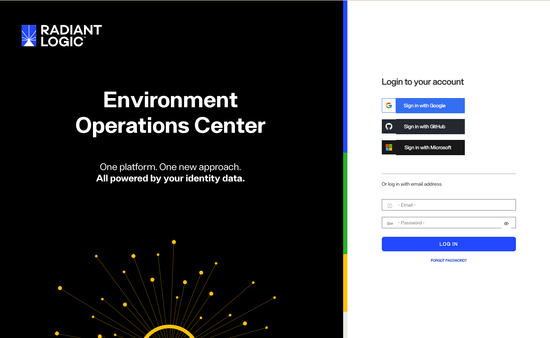 RADIANT
LOGIC
Environment
Operations Center
One platform. One new approach.
All powered by your identity data.
Login to your account
Sign in with Google
Sign in with GitHub
Sign in with Microsoft
Or log in with email address
- Email -
- Password -
LOG IN
FORGOT PASSWORD?